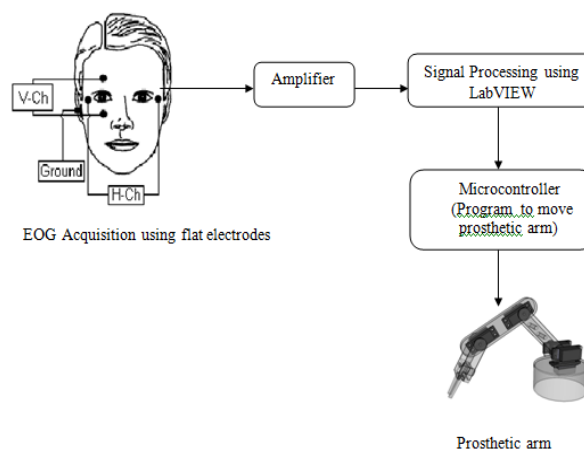 V-Ch
Ground
H-Ch
EOG Acquisition using flat electrodes
Amplifier
Signal Processing using
LabVIEW
Microcontroller
(Program to move
prosthetic arm)
Prosthetic arm